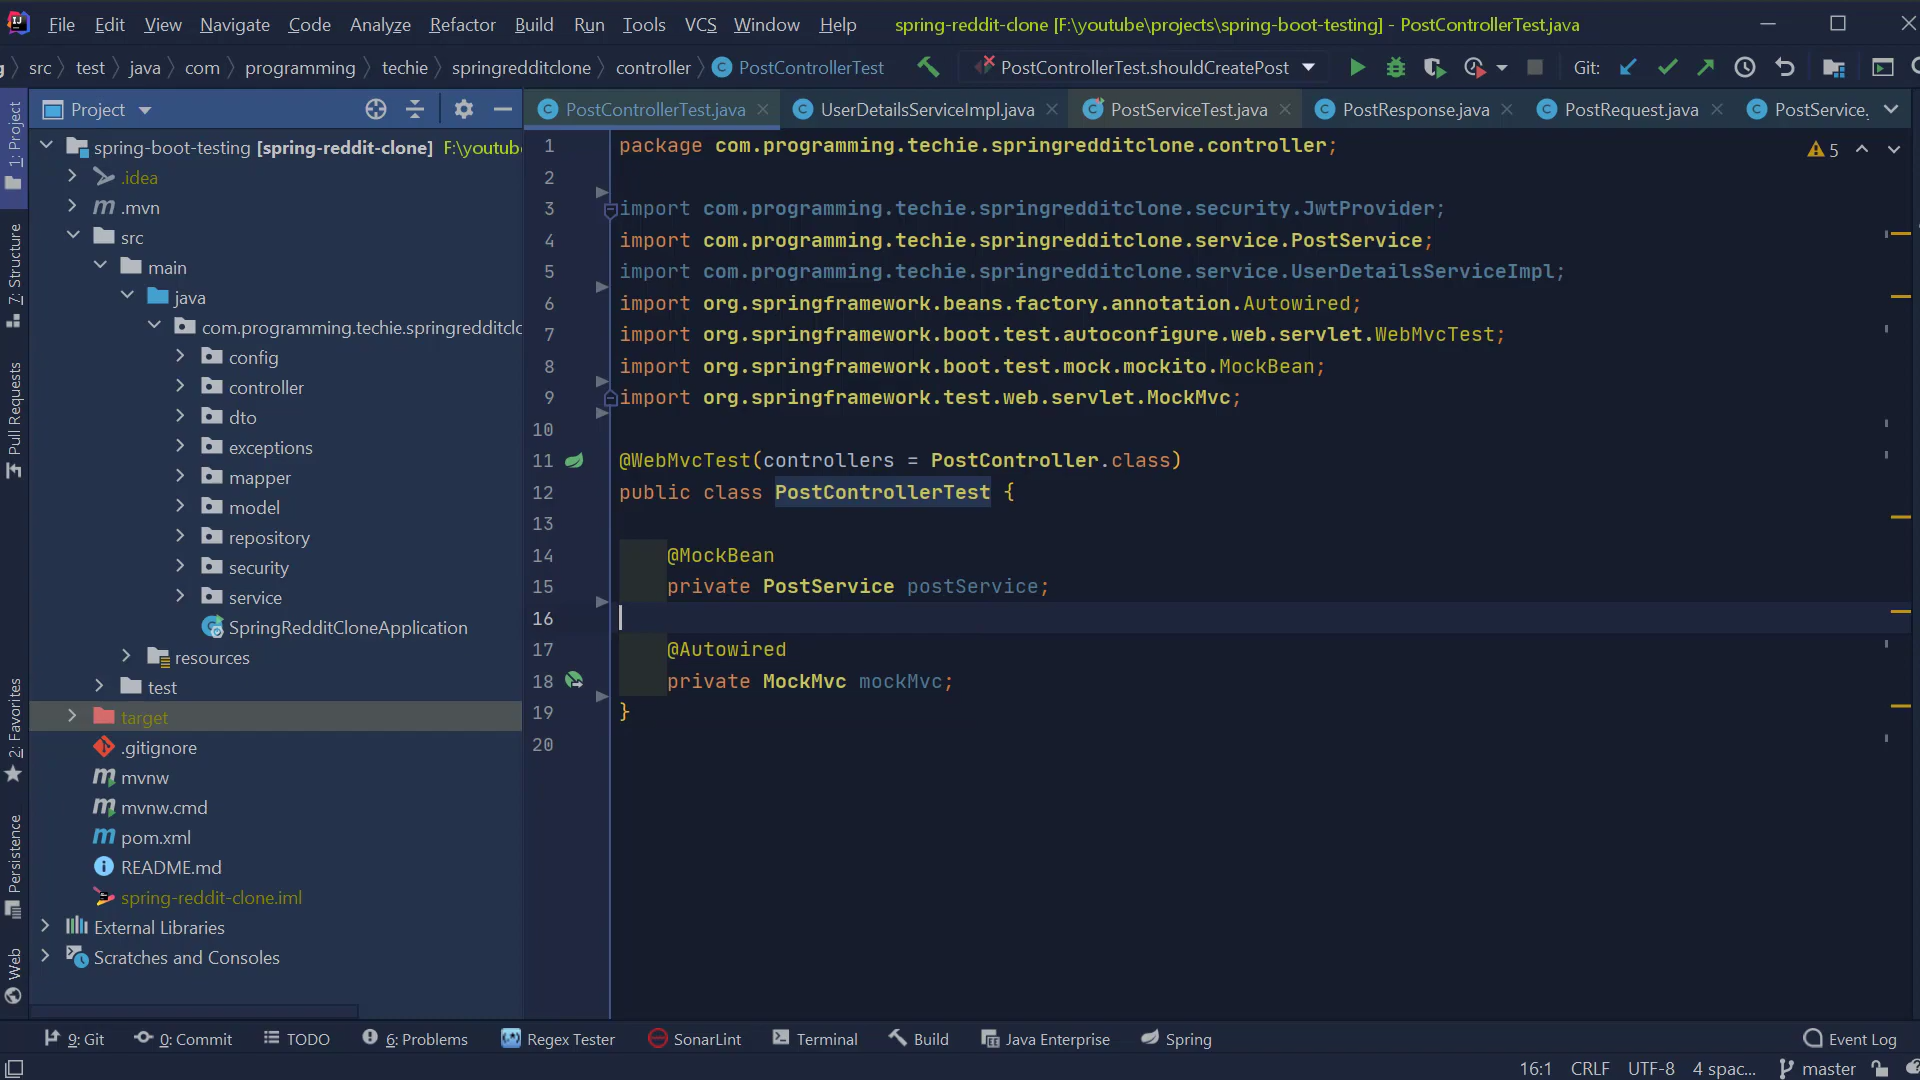 File Edit View Navigate Code Analyze Refactor Build Run Tools VCS Window Help spring-reddit-clone [F:\youtube\projects\spring-boot-testing] - PostControllerTest.java
src test java com programming techie springredditclone controller PostControllerTest PostControllerTest.shouldCreatePost Git:
Project
PostControllerTest.java UserDetailsServiceImpl.java PostServiceTest.java PostResponse.java PostRequest.java PostService.
1: Project
7: Structure
Pull Requests
2: Favorites
Persistence
Web
spring-boot-testing [spring-reddit-clone] F:\youtube
.idea
.mvn
src
main
java
com.programming.techie.springredditclo
config
controller
dto
exceptions
mapper
model
repository
security
service
SpringRedditCloneApplication
resources
test
target
.gitignore
mvnw
mvnw.cmd
pom.xml
README.md
spring-reddit-clone.iml
External Libraries
Scratches and Consoles
5
1 package com.programming.techie.springredditclone.controller;
2
3 import com.programming.techie.springredditclone.security.JwtProvider;
4 import com.programming.techie.springredditclone.service.PostService;
5 import com.programming.techie.springredditclone.service.UserDetailsServiceImpl;
6 import org.springframework.beans.factory.annotation.Autowired;
7 import org.springframework.boot.test.autoconfigure.web.servlet.WebMvcTest;
8 import org.springframework.boot.test.mock.mockito.MockBean;
9 import org.springframework.test.web.servlet.MockMvc;
10
11 @WebMvcTest(controllers = PostController.class)
12 public class PostControllerTest {
13
14 @MockBean
15 private PostService postService;
16
17 @Autowired
18 private MockMvc mockMvc;
19 }
20
9: Git 0: Commit TODO 6: Problems Regex Tester SonarLint Terminal Build Java Enterprise Spring Event Log
16:1 CRLF UTF-8 4 spac... master